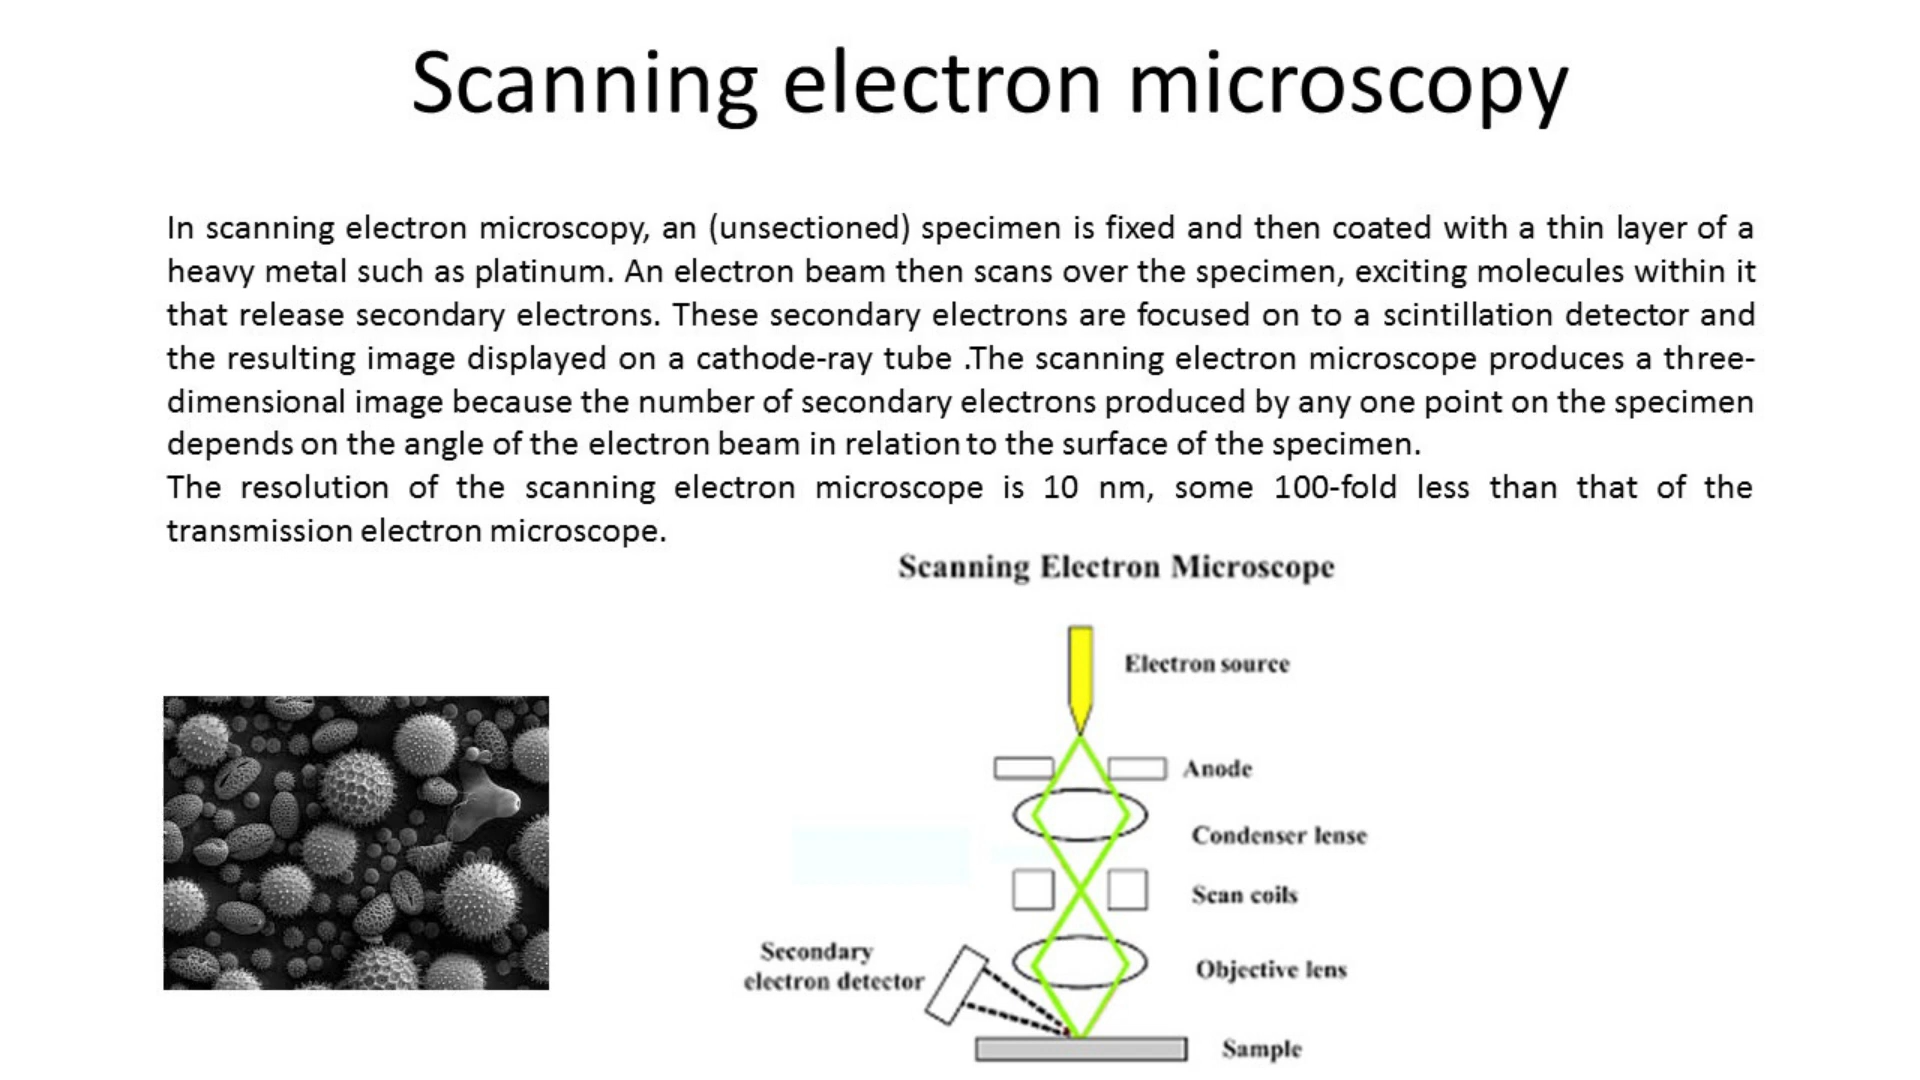 Scanning electron microscopy
In scanning electron microscopy, an (unsectioned) specimen is fixed and then coated with a thin layer of a
heavy metal such as platinum. An electron beam then scans over the specimen, exciting molecules within it
that release secondary electrons. These secondary electrons are focused on to a scintillation detector and
the resulting image displayed on a cathode-ray tube .The scanning electron microscope produces a three-
dimensional image because the number of secondary electrons produced by any one point on the specimen
depends on the angle of the electron beam in relation to the surface of the specimen.
The resolution of the scanning electron microscope is 10 nm, some 100-fold less than that of the
transmission electron microscope.
Scanning Electron Microscope
Electron source
Anode
Condenser lense
Scan coils
Secondary
electron detector
Objective lens
Sample